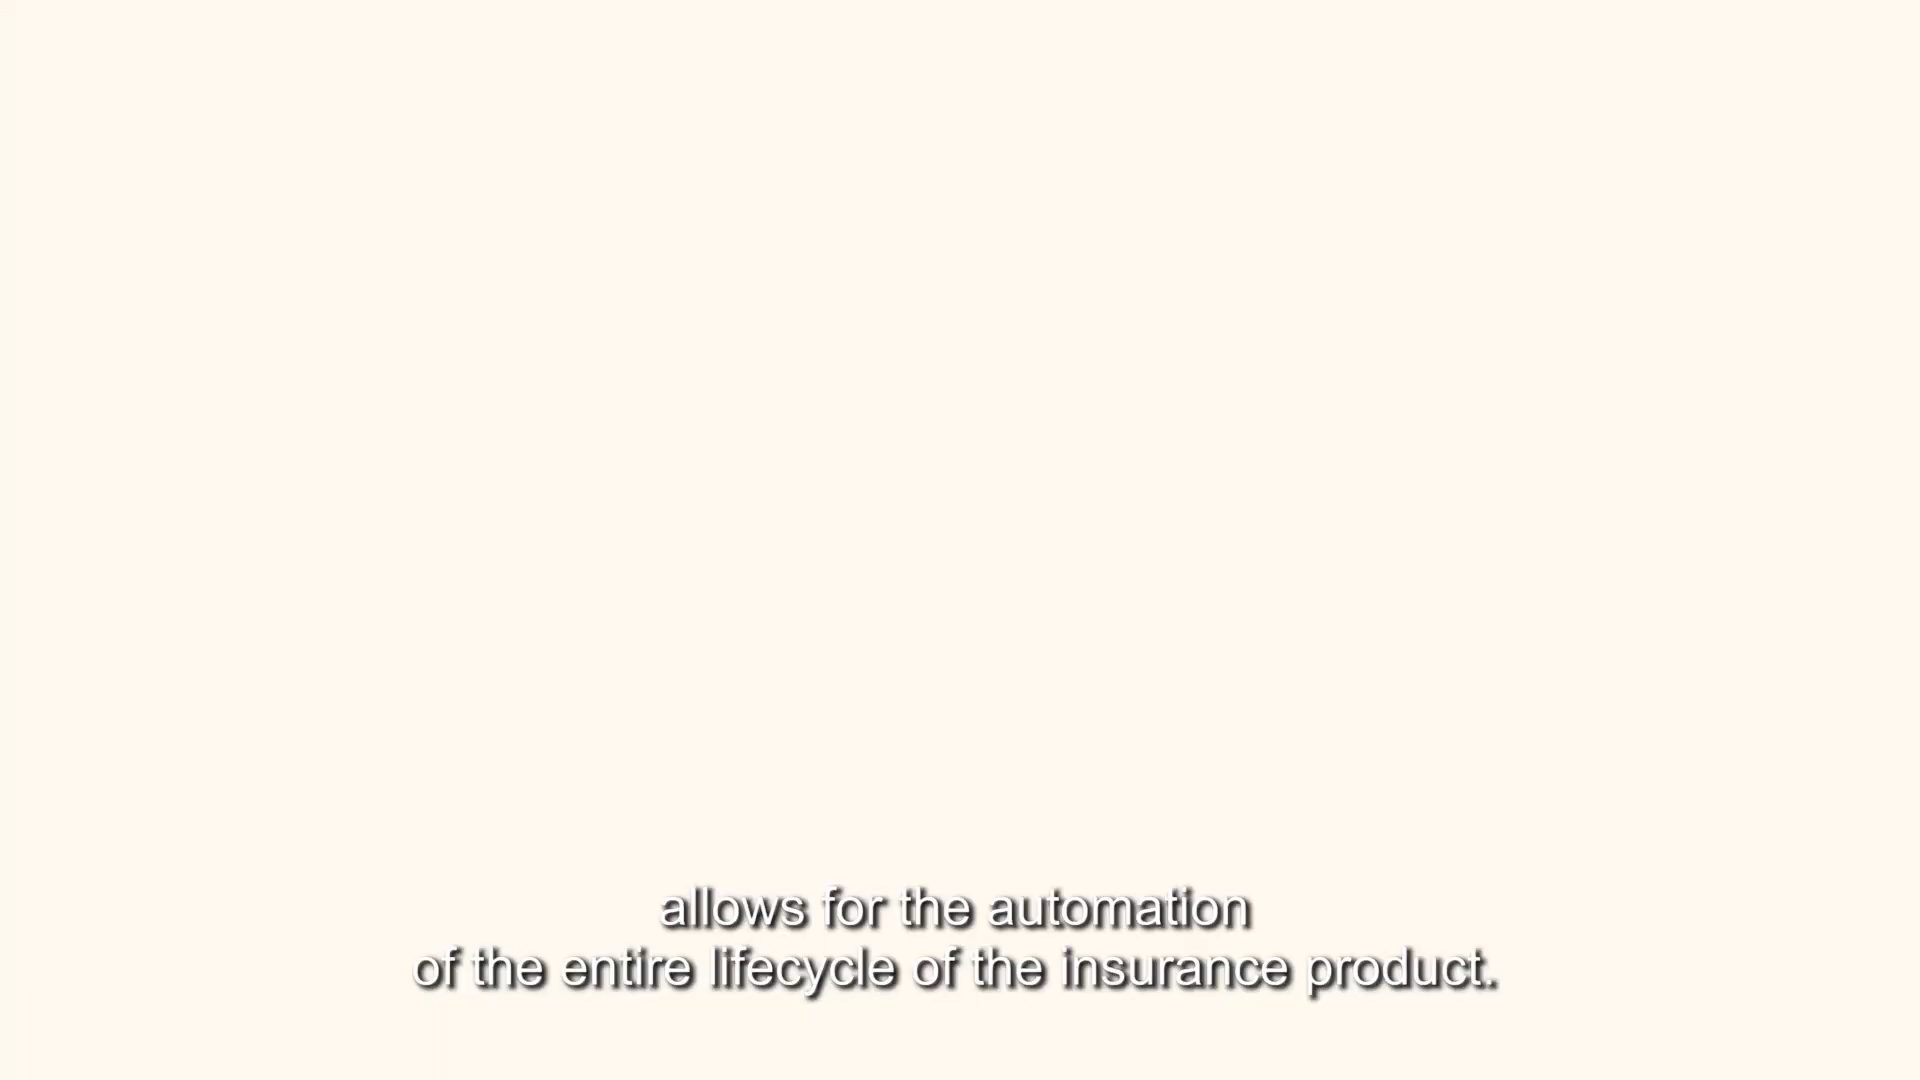 allows for the automation
of the entire lifecycle of the insurance product.